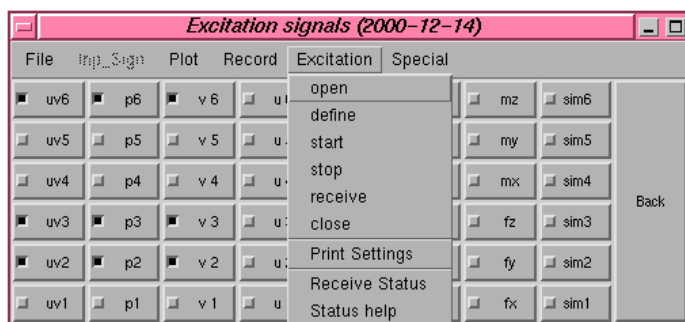 Excitation signals (2000-12-14)
File Inp_Sign Plot Record Excitation Special
open
define
start
stop
receive
close
Print Settings
Receive Status
Status help
uv6 p6 v 6 u mz sim6
uv5 p5 v 5 u my sim5
uv4 p4 v 4 u mx sim4
uv3 p3 v 3 u fz sim3
uv2 p2 v 2 u fy sim2
uv1 p1 v 1 u fx sim1
Back